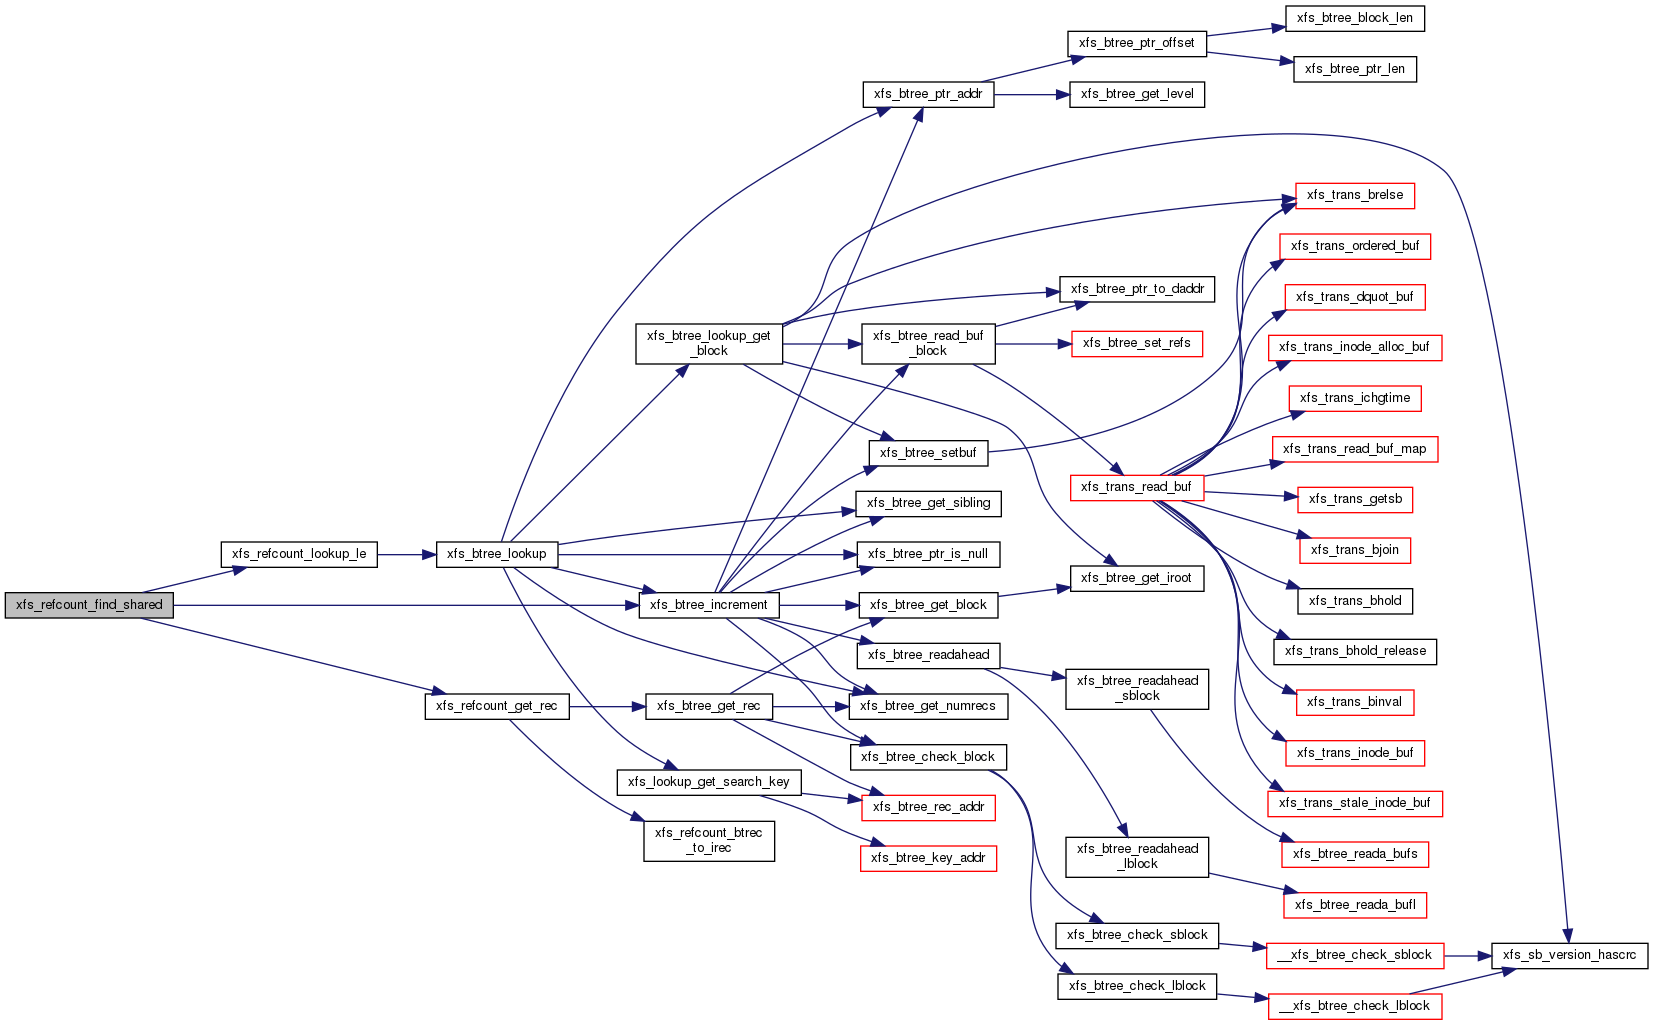 xfs_btree_block_len
xfs_btree_ptr_offset
xfs_btree_ptr_len
xfs_btree_ptr_addr
xfs_btree_get_level
xfs_trans_brelse
xfs_trans_ordered_buf
xfs_btree_ptr_to_daddr
xfs_trans_dquot_buf
xfs_btree_lookup_get
_block
xfs_btree_read_buf
_block
xfs_btree_set_refs
xfs_trans_inode_alloc_buf
xfs_trans_ichgtime
xfs_btree_setbuf
xfs_trans_read_buf_map
xfs_trans_read_buf
xfs_trans_getsb
xfs_btree_get_sibling
xfs_refcount_lookup_le
xfs_btree_lookup
xfs_btree_ptr_is_null
xfs_trans_bjoin
xfs_btree_get_iroot
xfs_refcount_find_shared
xfs_btree_increment
xfs_btree_get_block
xfs_trans_bhold
xfs_btree_readahead
xfs_trans_bhold_release
xfs_btree_readahead
_sblock
xfs_refcount_get_rec
xfs_btree_get_rec
xfs_btree_get_numrecs
xfs_trans_binval
xfs_btree_check_block
xfs_trans_inode_buf
xfs_lookup_get_search_key
xfs_btree_rec_addr
xfs_trans_stale_inode_buf
xfs_refcount_btrec
_to_irec
xfs_btree_key_addr
xfs_btree_readahead
_lblock
xfs_btree_reada_bufs
xfs_btree_reada_bufl
xfs_btree_check_sblock
__xfs_btree_check_sblock
xfs_sb_version_hascrc
xfs_btree_check_lblock
__xfs_btree_check_lblock